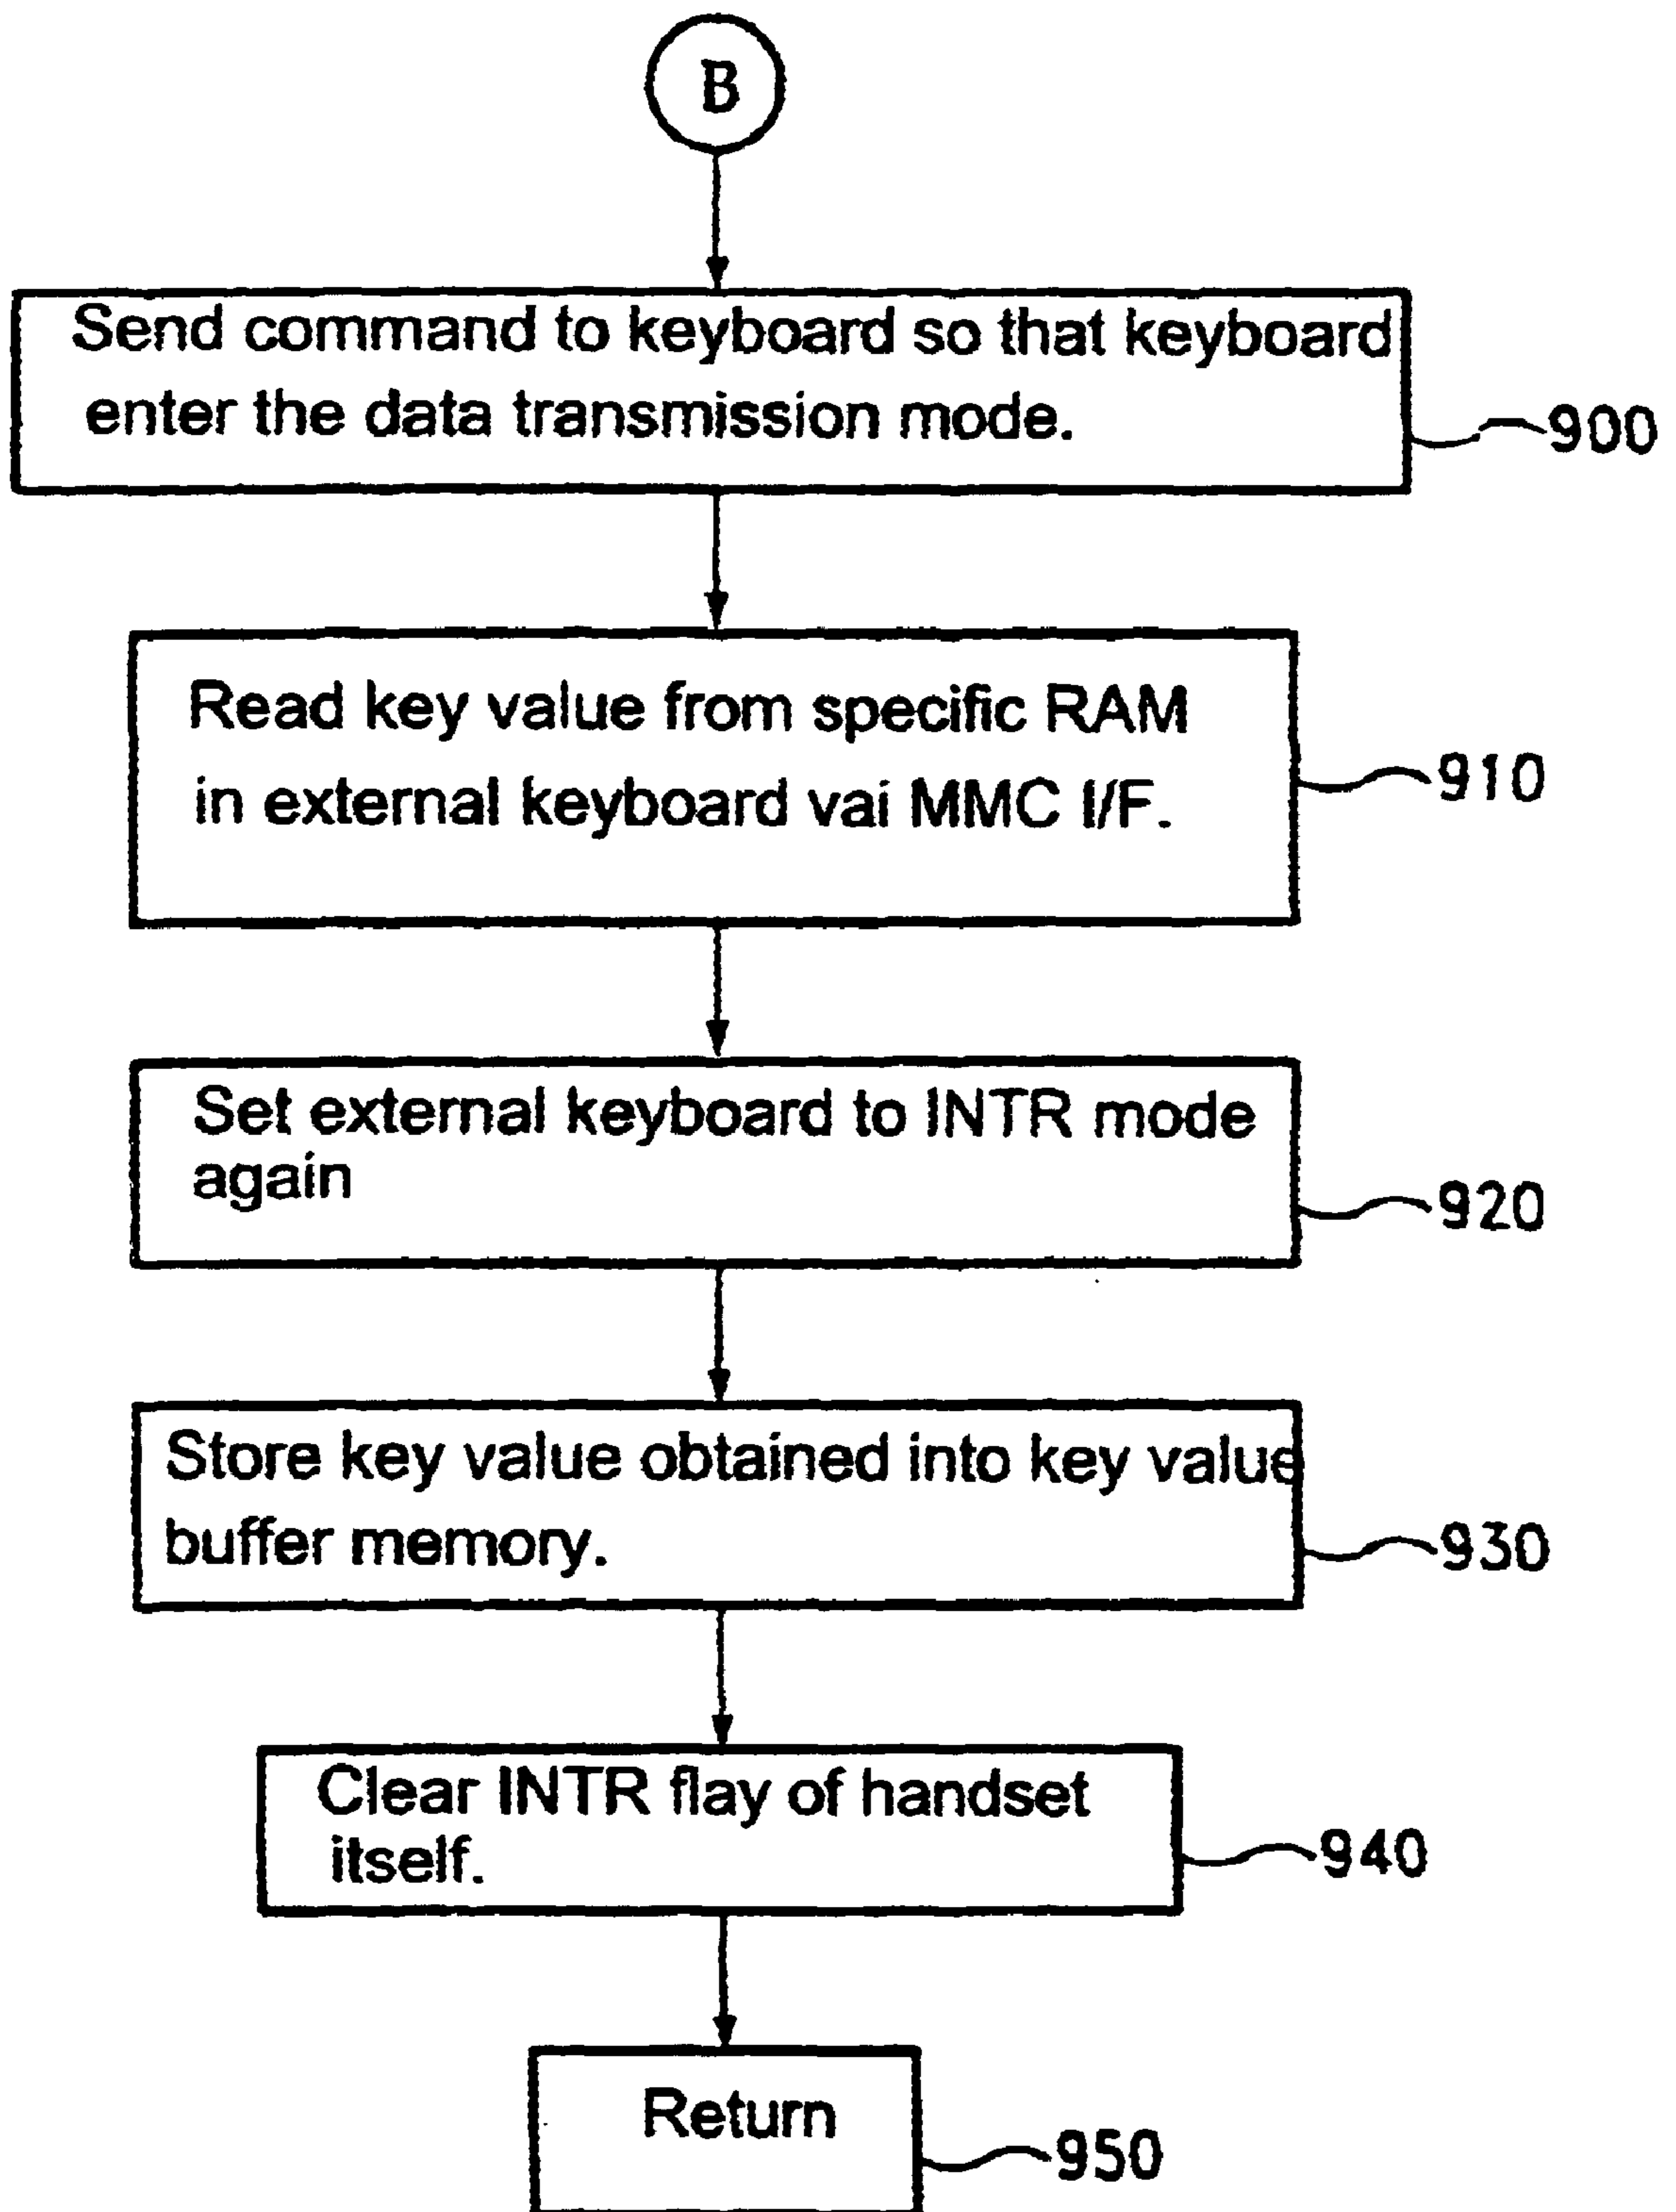 B
Send command to keyboard so that keyboard
enter the data transmission mode.
900
Read key value from specific RAM
in external keyboard vai MMC I/F.
910
Set external keyboard to INTR mode
again
920
Store key value obtained into key value
buffer memory.
930
Clear INTR flay of handset
itself.
940
Return
950